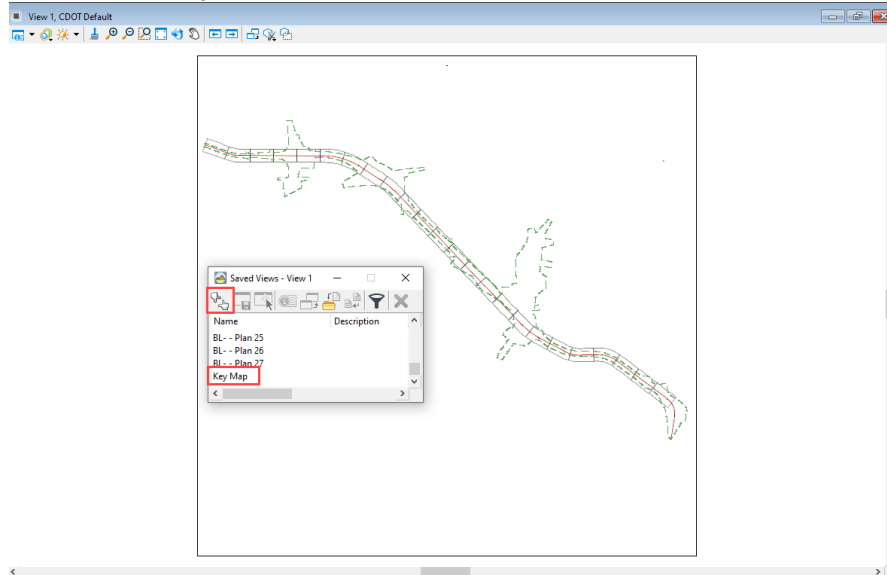 View 1, CDOT Default
Saved Views - View 1
Name Description
BL- - Plan 25
BL- - Plan 26
BL- - Plan 27
Key Map